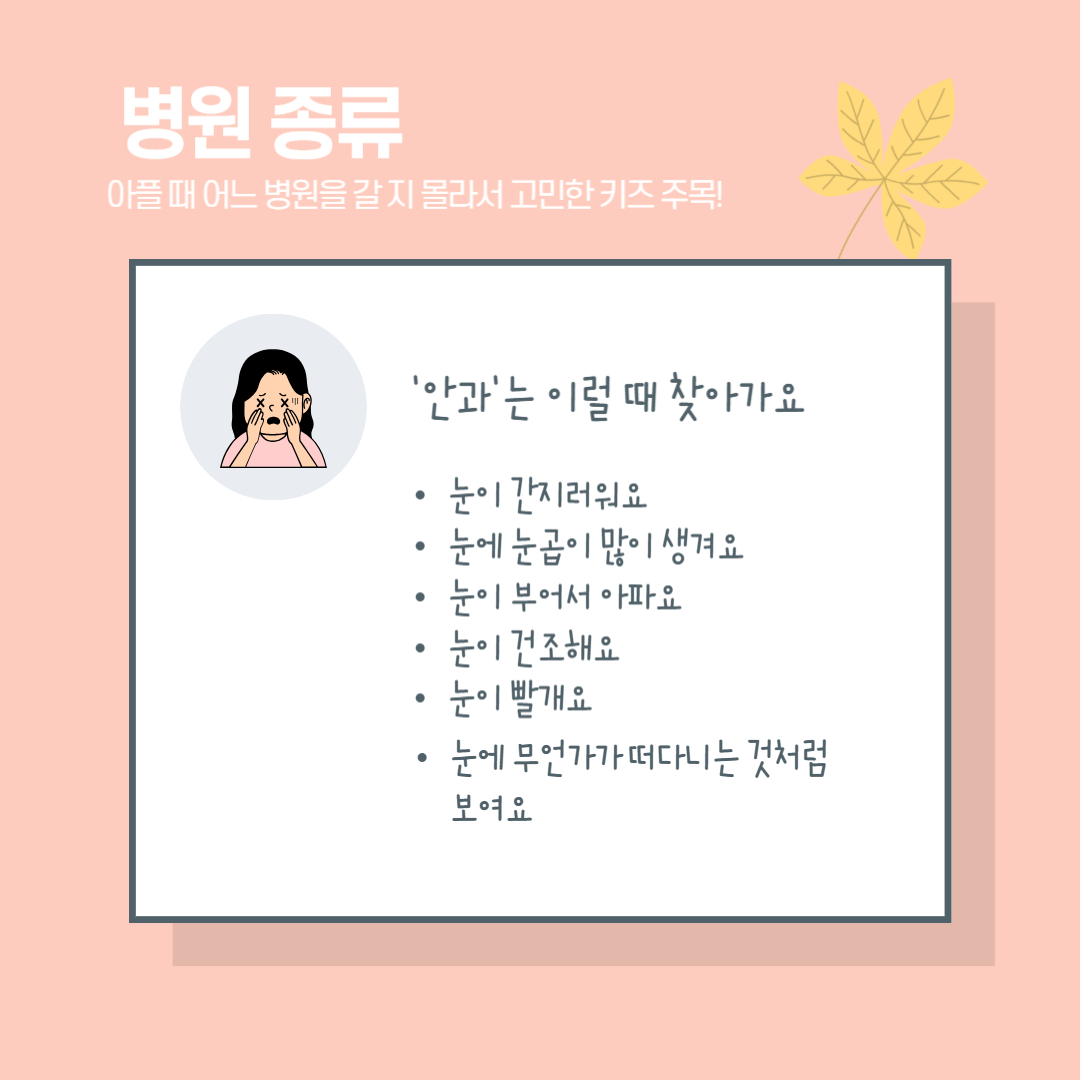 병원 종류
아플 때 어느 병원을 갈 지 몰라서 고민한 키즈 주목!
'안과'는 이럴 때 찾아가요
• 눈이 간지러워요
• 눈에 눈곱이 많이 생겨요
• 눈이 부어서 아파요
• 눈이 건조해요
• 눈이 빨개요
• 눈에 무언가가 떠다니는 것처럼
보여요